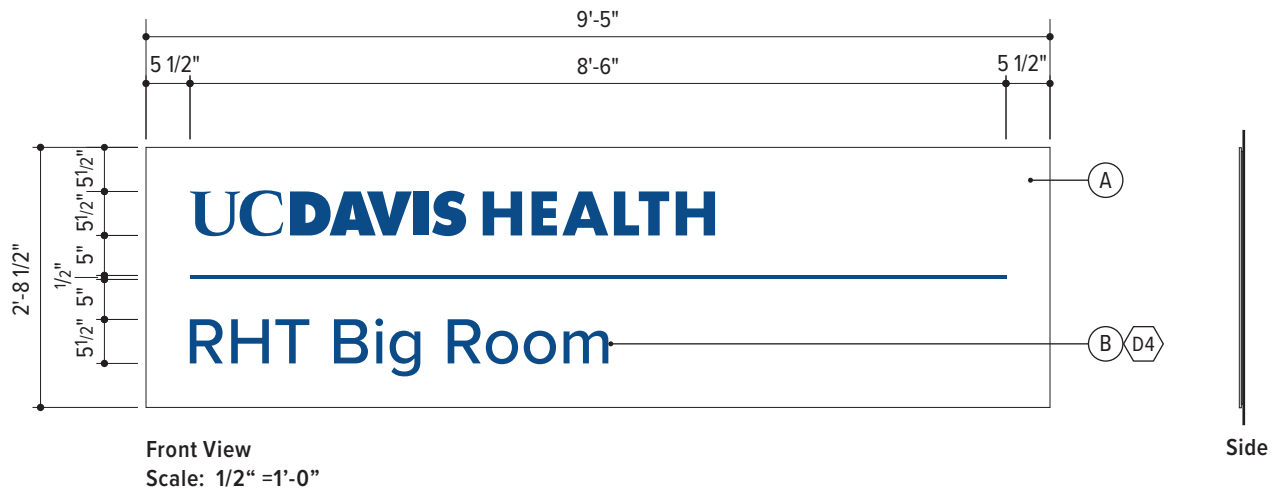 9'-5"
5 1/2" 8'-6" 5 1/2"
5 1/2"
5 1/2"
5"
1/2"
5"
5 1/2"
2'-8 1/2"
UCDAVIS HEALTH
RHT Big Room
A
B D4
Front View
Scale: 1/2“ =1’-0”
Side